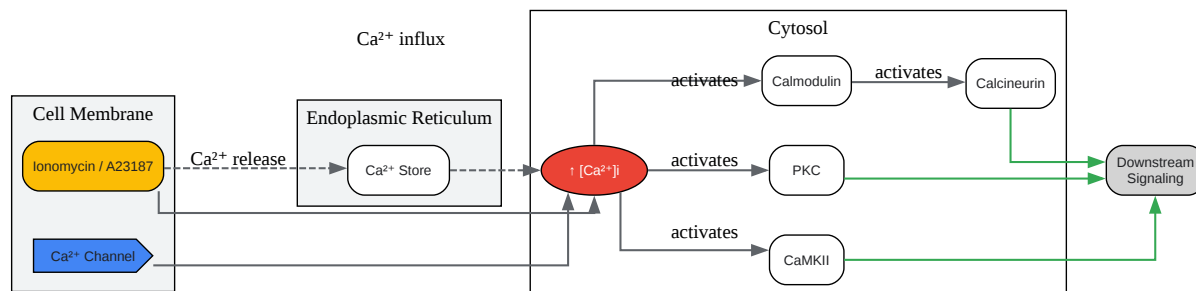 Ca²⁺ influx
Cytosol
Cell Membrane
Endoplasmic Reticulum
Ionomycin / A23187
Ca²⁺ release
Ca²⁺ Store
↑ [Ca²⁺]i
activates
Calmodulin
activates
Calcineurin
activates
PKC
Downstream
Signaling
Ca²⁺ Channel
activates
CaMKII